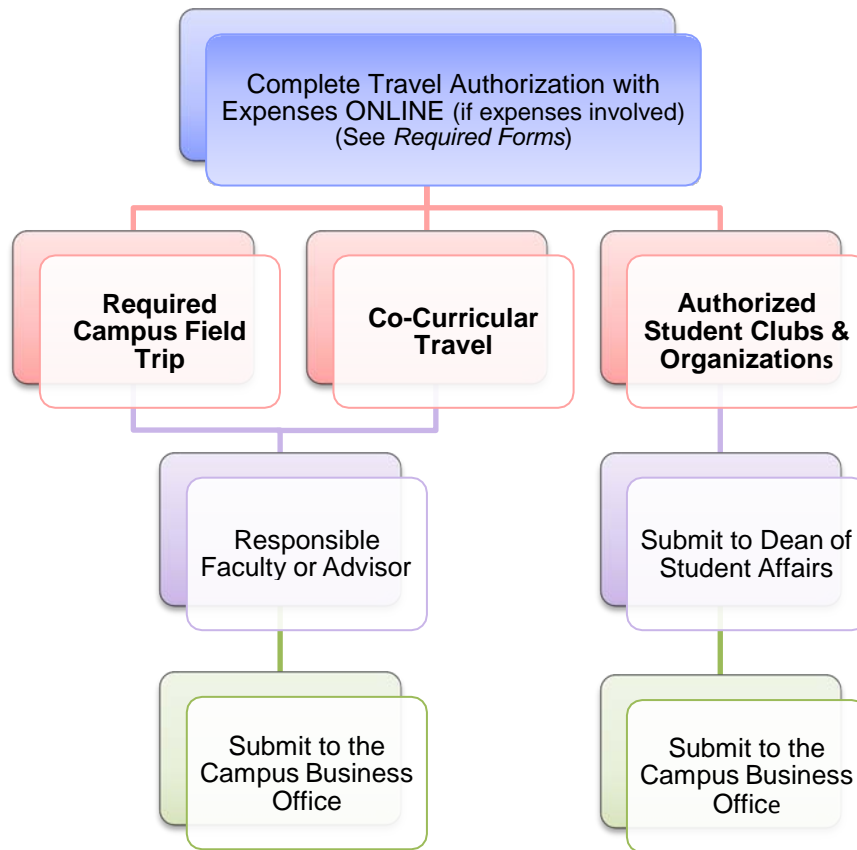 Complete Travel Authorization with
Expenses ONLINE (if expenses involved)
(See Required Forms)
Required
Campus Field
Trip
Co-Curricular
Travel
Authorized
Student Clubs &
Organizations
Responsible
Faculty or Advisor
Submit to Dean of
Student Affairs
Submit to the
Campus Business
Office
Submit to the
Campus Business
Office